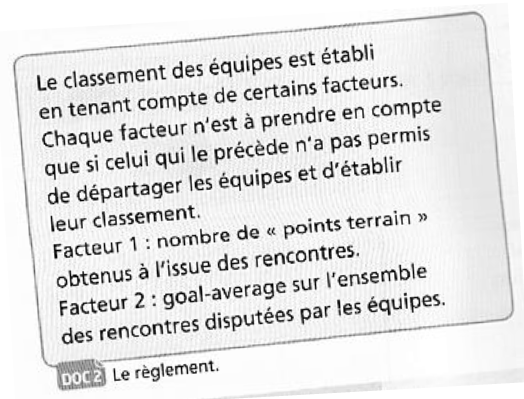 Le classement des équipes est établi
en tenant compte de certains facteurs.
Chaque facteur n'est à prendre en compte
que si celui qui le précède n'a pas permis
de départager les équipes et d'établir
leur classement.
Facteur 1 : nombre de « points terrain »
obtenus à l'issue des rencontres.
Facteur 2 : goal-average sur l'ensemble
des rencontres disputées par les équipes.
DOC 2 Le règlement.